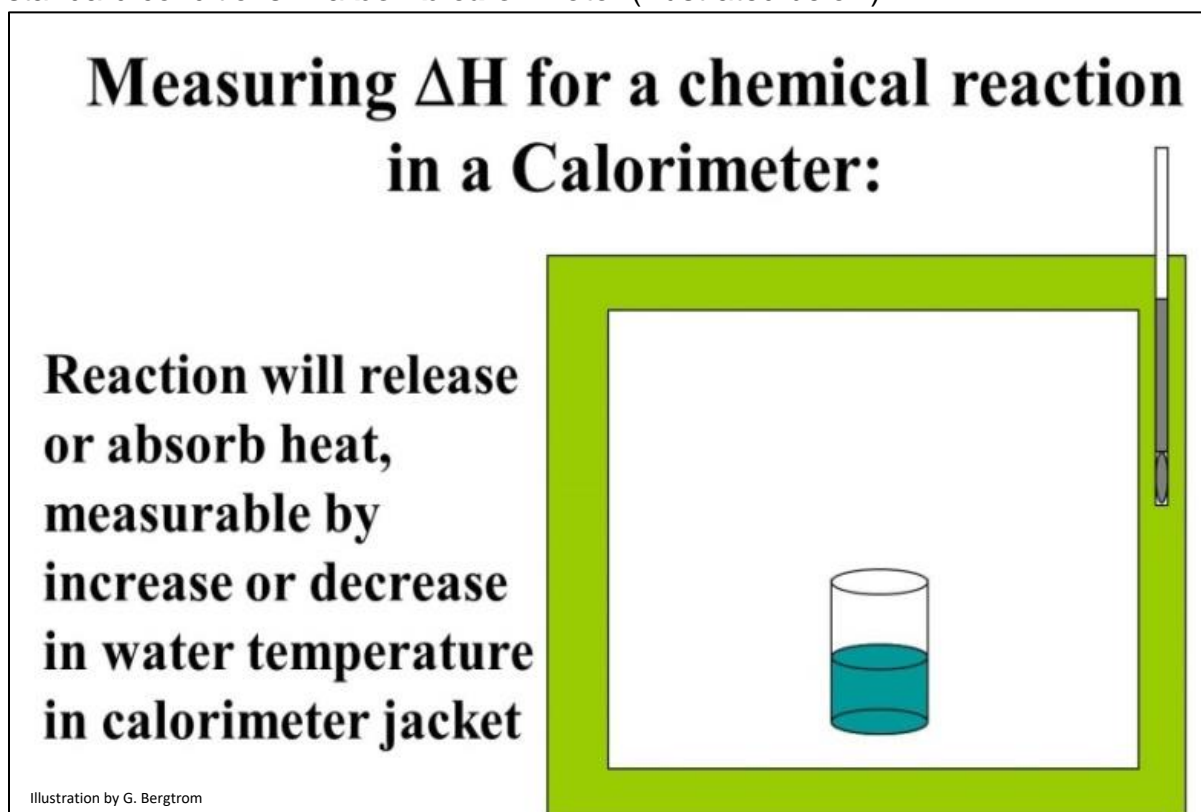 Measuring ΔH for a chemical reaction
in a Calorimeter:
Reaction will release
or absorb heat,
measurable by
increase or decrease
in water temperature
in calorimeter jacket
Illustration by G. Bergtrom